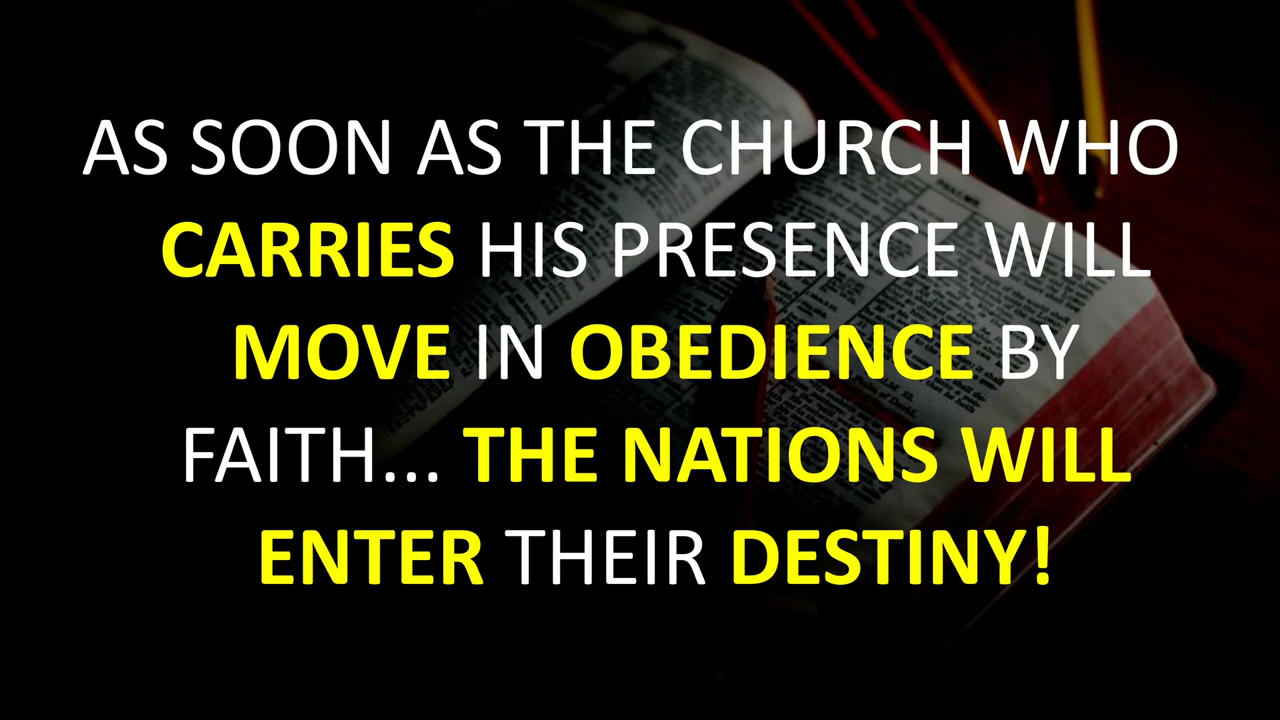 AS SOON AS THE CHURCH WHO
CARRIES HIS PRESENCE WILL
MOVE IN OBEDIENCE BY
FAITH... THE NATIONS WILL
ENTER THEIR DESTINY!